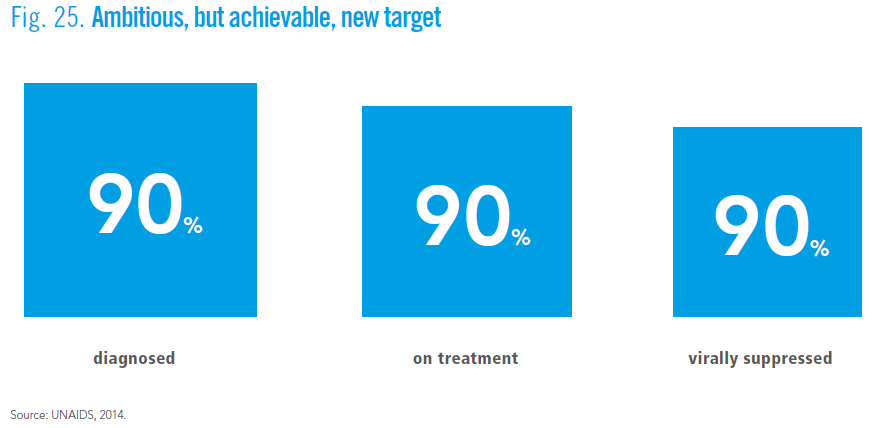 Fig. 25. Ambitious, but achievable, new target
90%
90%
90%
diagnosed
on treatment
virally suppressed
Source: UNAIDS, 2014.